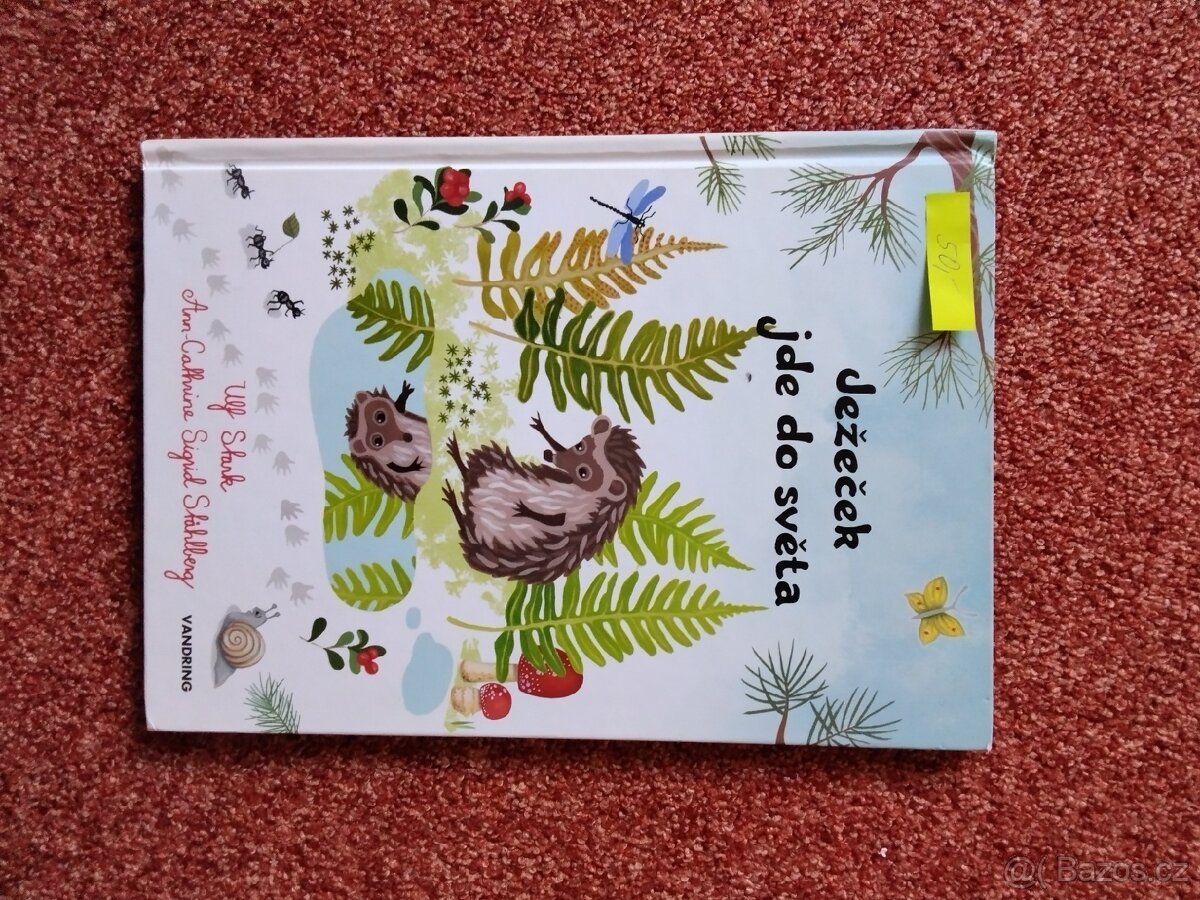 50,-
Ježeček
jde do světa
Ulf Stark
Ann-Cathrine Sigrid Ståhlberg
VANDRING
@( Bazos.cz